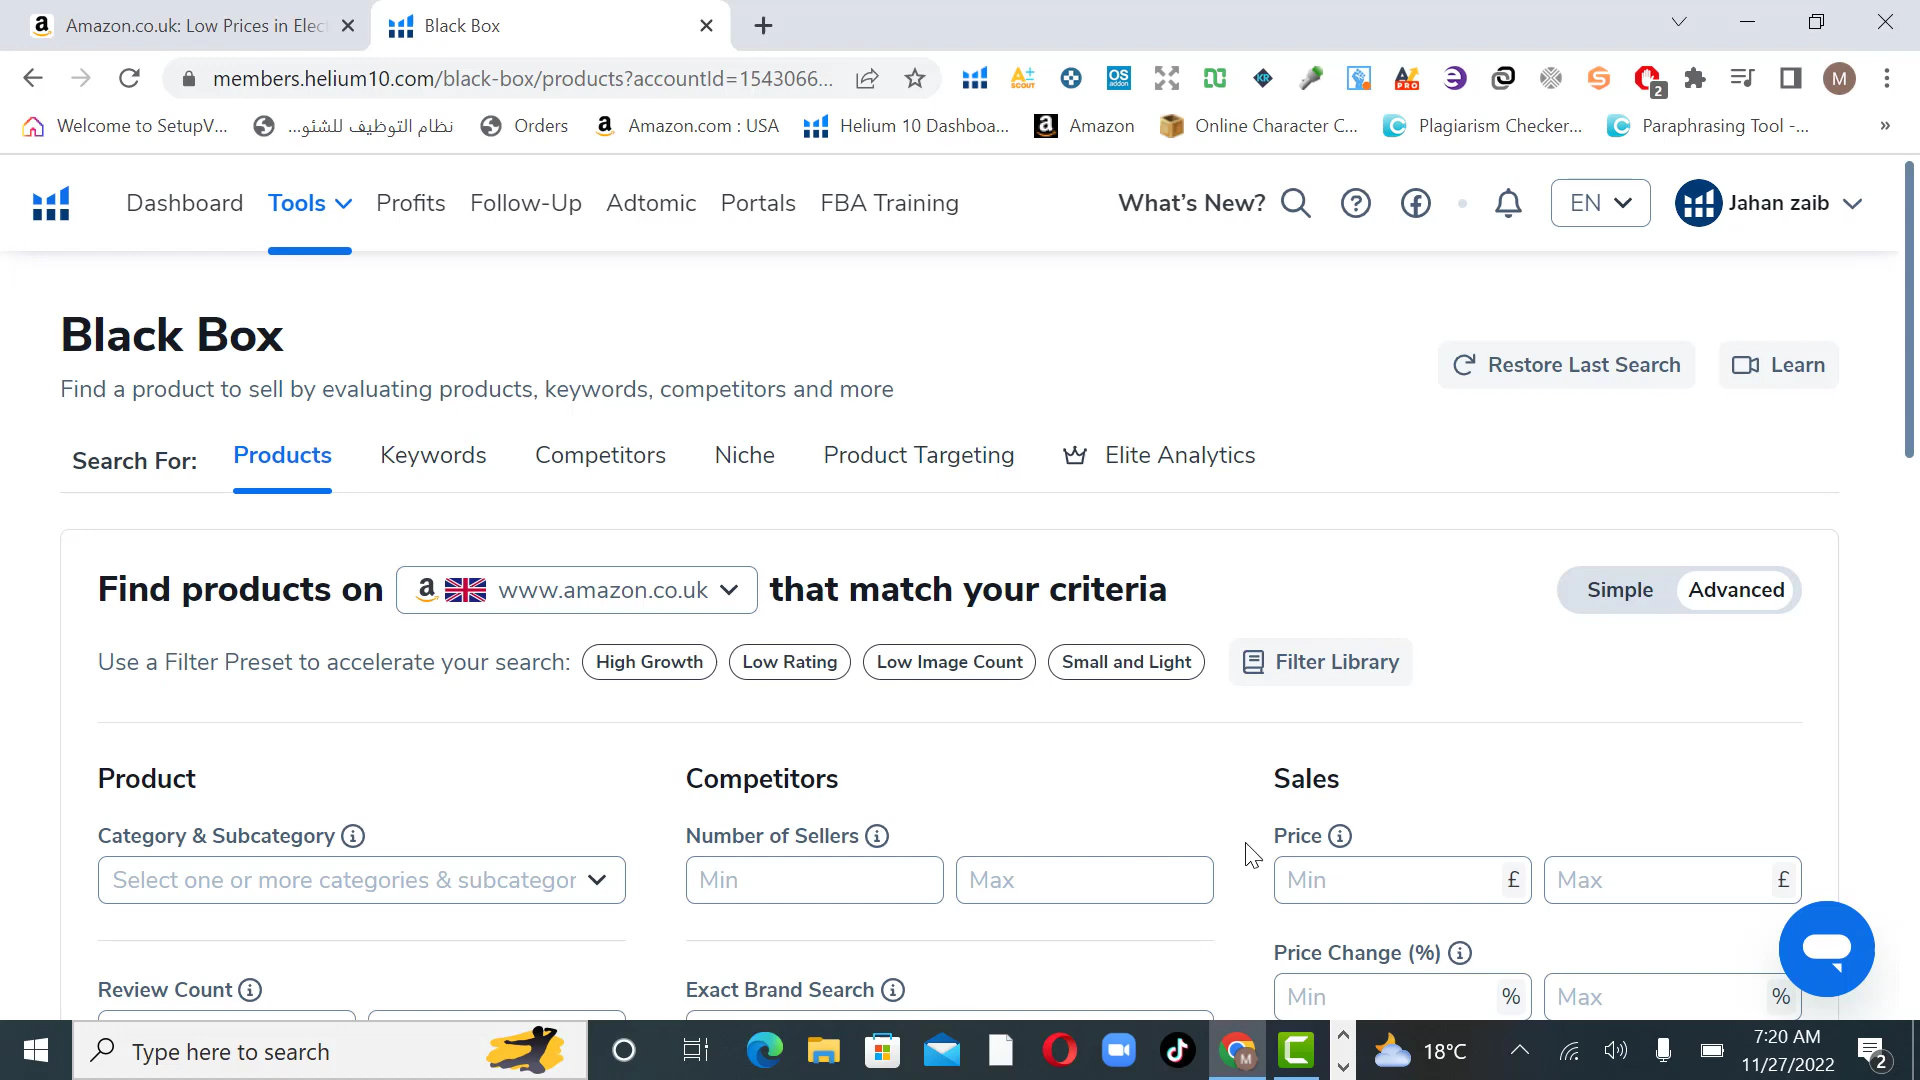 Amazon.co.uk: Low Prices in Elec
Black Box
members.helium10.com/black-box/products?accountId=1543066...
2
M
Welcome to SetupV...
نظام التوظيف للشئو...
Orders
Amazon.com : USA
Helium 10 Dashboa...
Amazon
Online Character C...
Plagiarism Checker...
Paraphrasing Tool -...
»
Dashboard
Tools
Profits
Follow-Up
Adtomic
Portals
FBA Training
What's New?
EN
Jahan zaib
Black Box
Find a product to sell by evaluating products, keywords, competitors and more
Restore Last Search
Learn
Search For:
Products
Keywords
Competitors
Niche
Product Targeting
Elite Analytics
Find products on
www.amazon.co.uk
that match your criteria
Simple
Advanced
Use a Filter Preset to accelerate your search:
High Growth
Low Rating
Low Image Count
Small and Light
Filter Library
Product
Competitors
Sales
Category & Subcategory
Number of Sellers
Price
Select one or more categories & subcategor
Min
Max
Min £
Max £
Price Change (%)
Review Count
Exact Brand Search
Min %
Max %
Type here to search
18°C
7:20 AM
11/27/2022
2